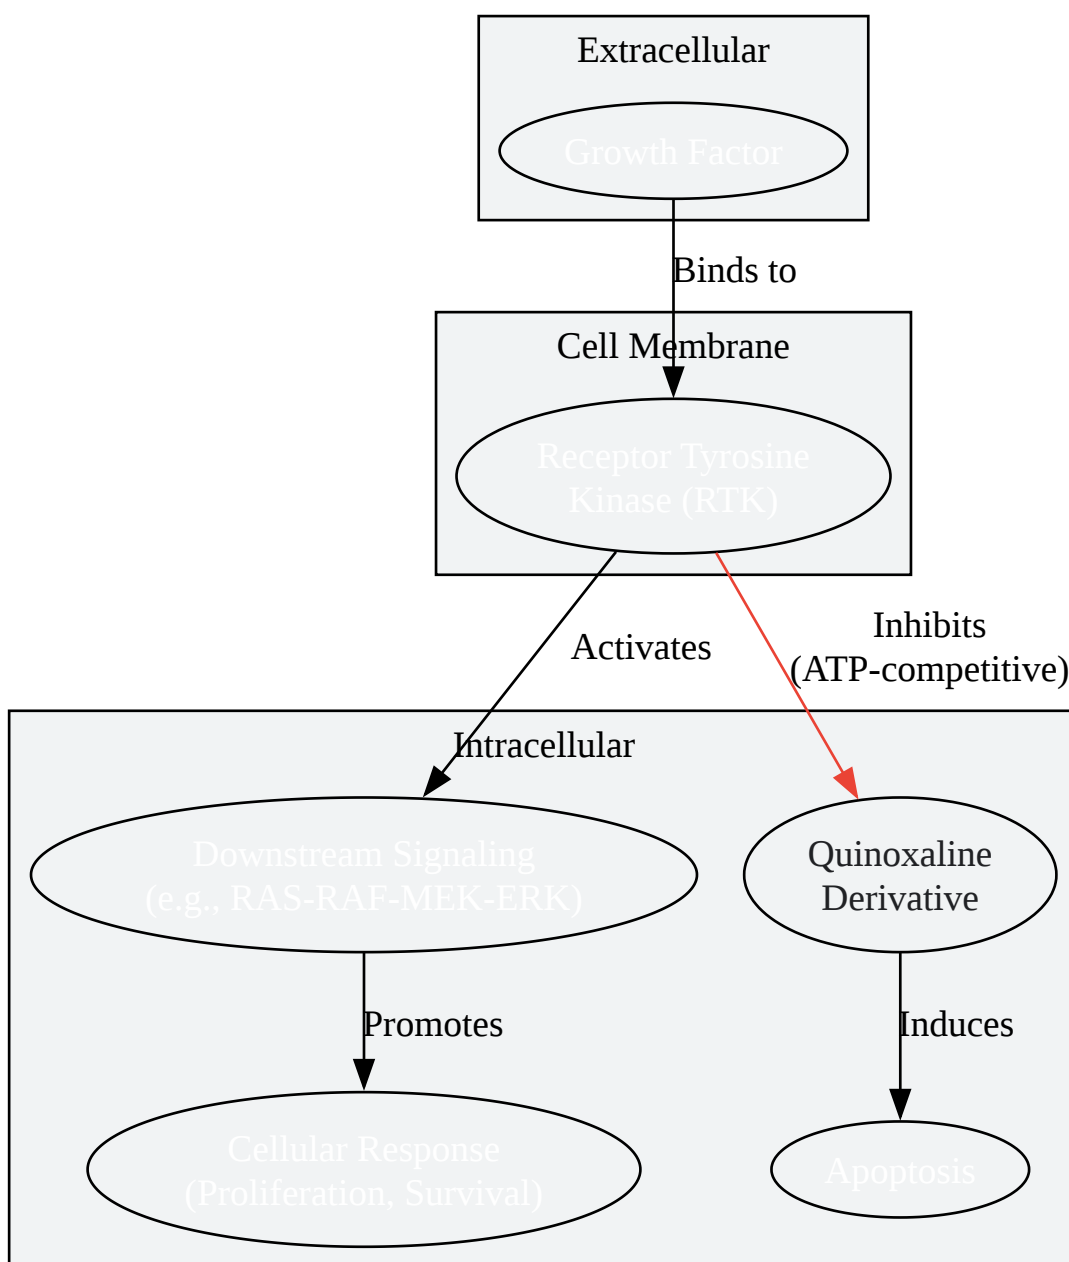 Extracellular
Growth Factor
Binds to
Cell Membrane
Receptor Tyrosine
Kinase (RTK)
Activates
Inhibits
(ATP-competitive)
Intracellular
Downstream Signaling
(e.g., RAS-RAF-MEK-ERK)
Quinoxaline
Derivative
Promotes
Induces
Cellular Response
(Proliferation, Survival)
Apoptosis